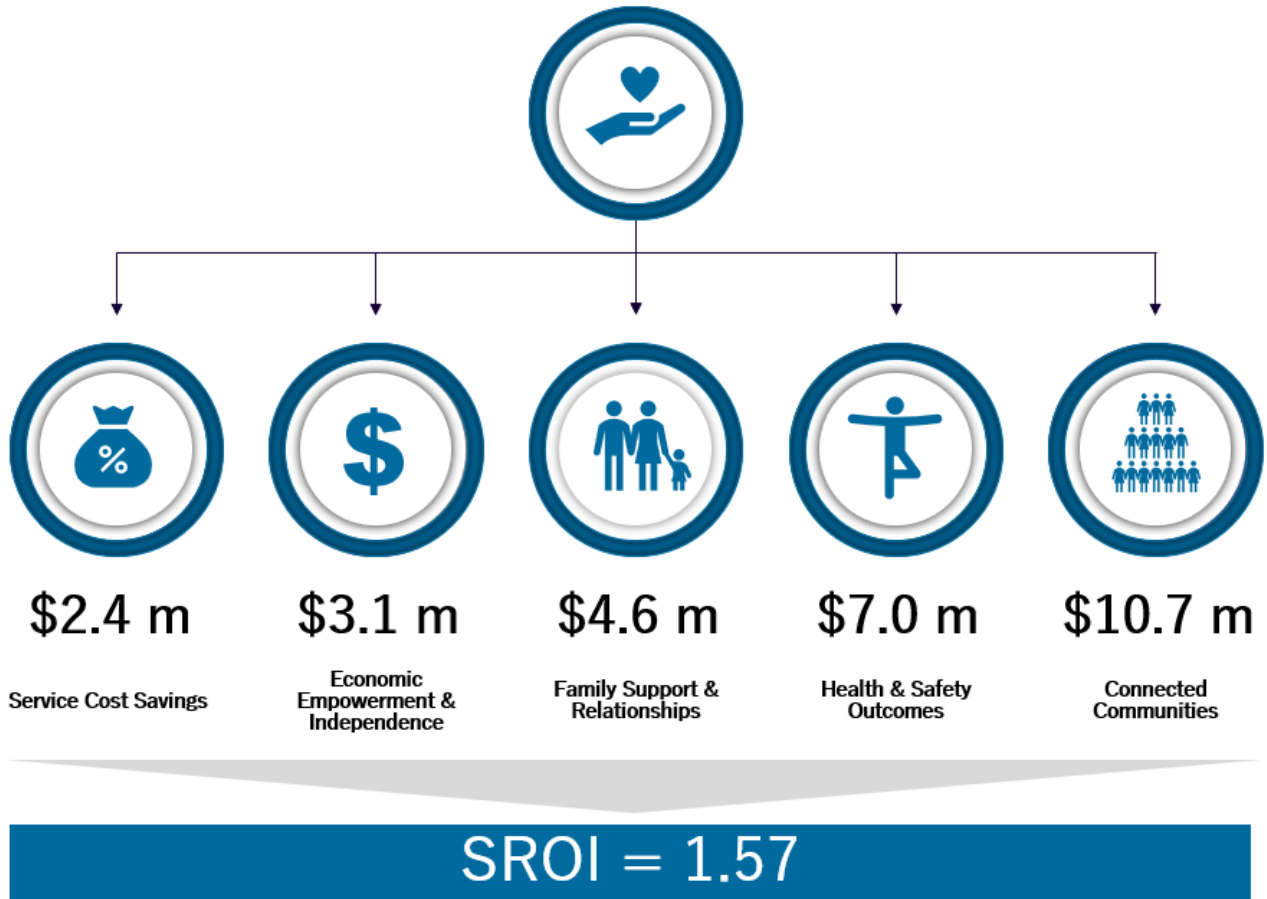 %
$
$2.4 m
$3.1 m
$4.6 m
$7.0 m
$10.7 m
Service Cost Savings
Economic
Empowerment &
Independence
Family Support &
Relationships
Health & Safety
Outcomes
Connected
Communities
SROI = 1.57